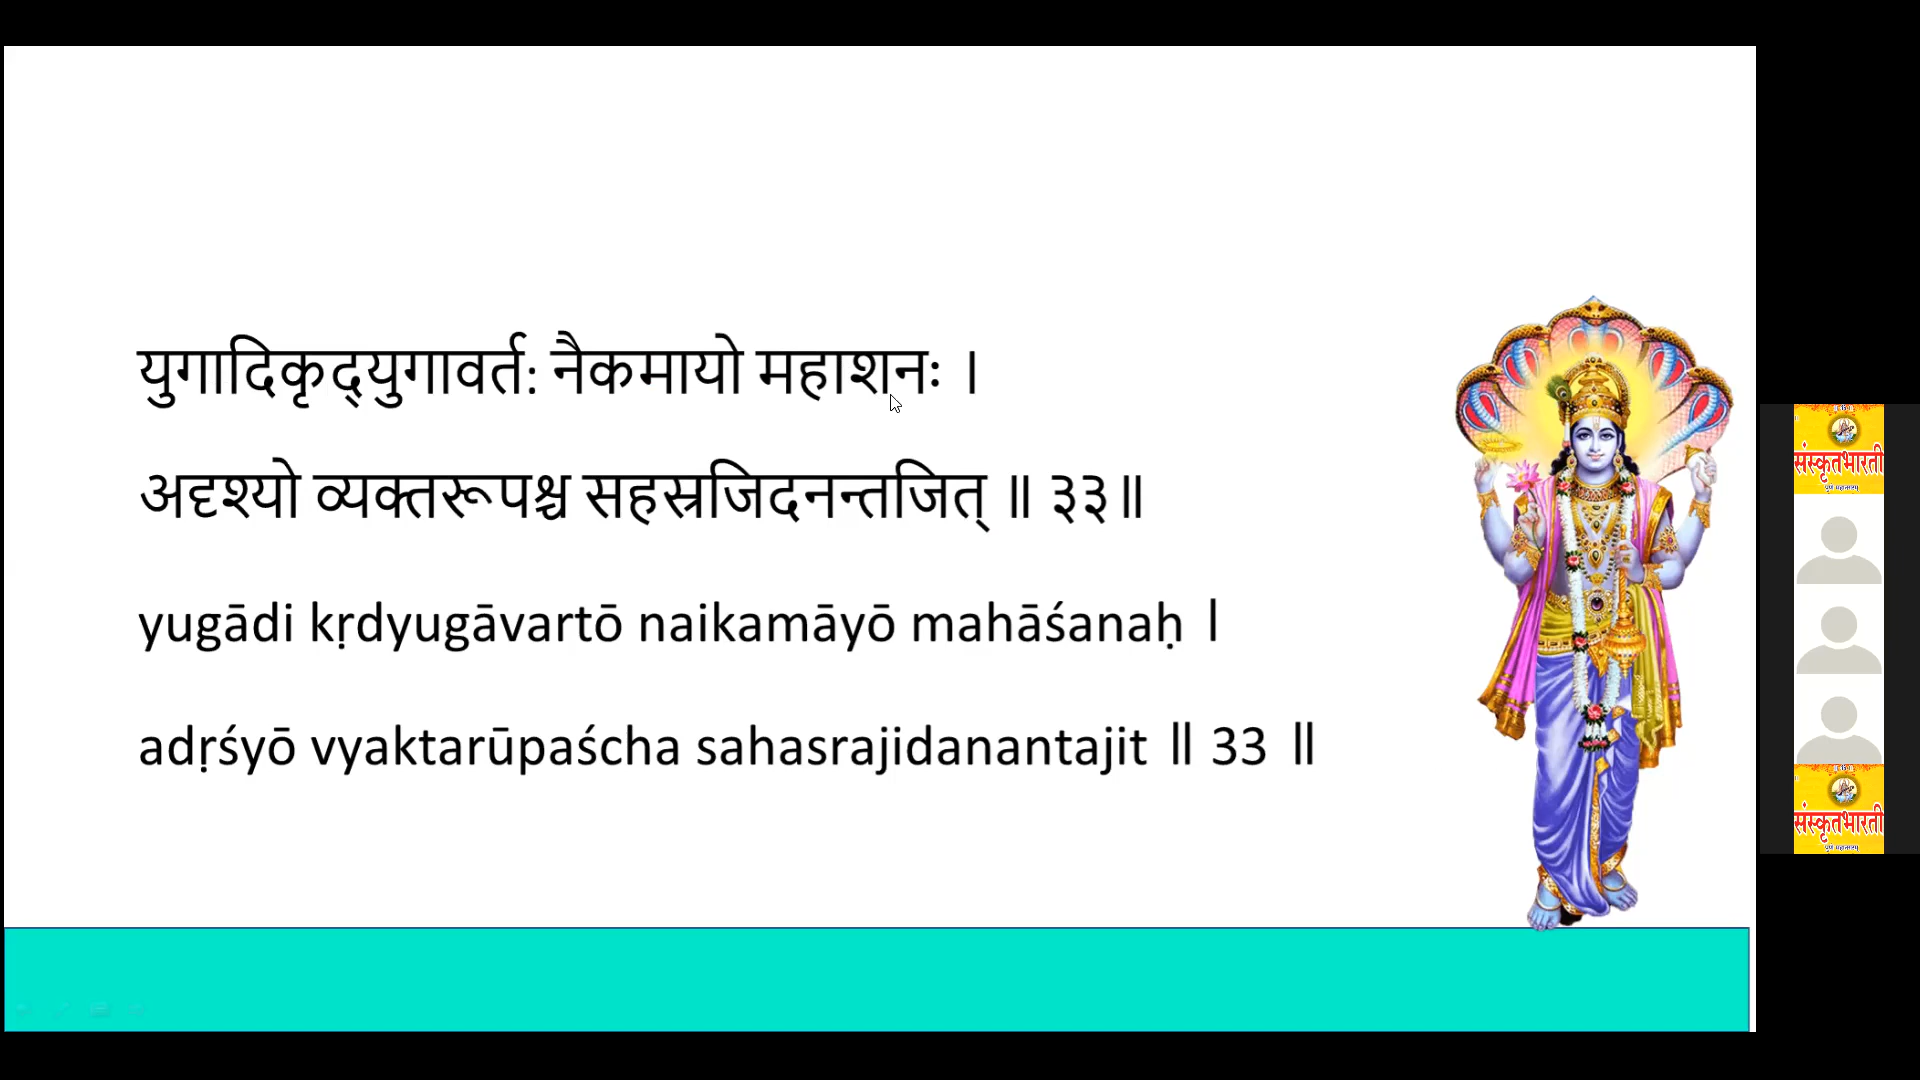 युगादिकृद्युगावर्त: नैकमायो महाशनः ।
अदृश्यो व्यक्तरूपश्च सहस्रजिदनन्तजित् ॥ ३३॥
yugādi kṛdyugāvartō naikamāyō mahāśanaḥ ।
adṛśyō vyaktarūpaścha sahasrajidanantajit ॥ 33 ॥
संस्कृतभारती
संस्कृतभारती